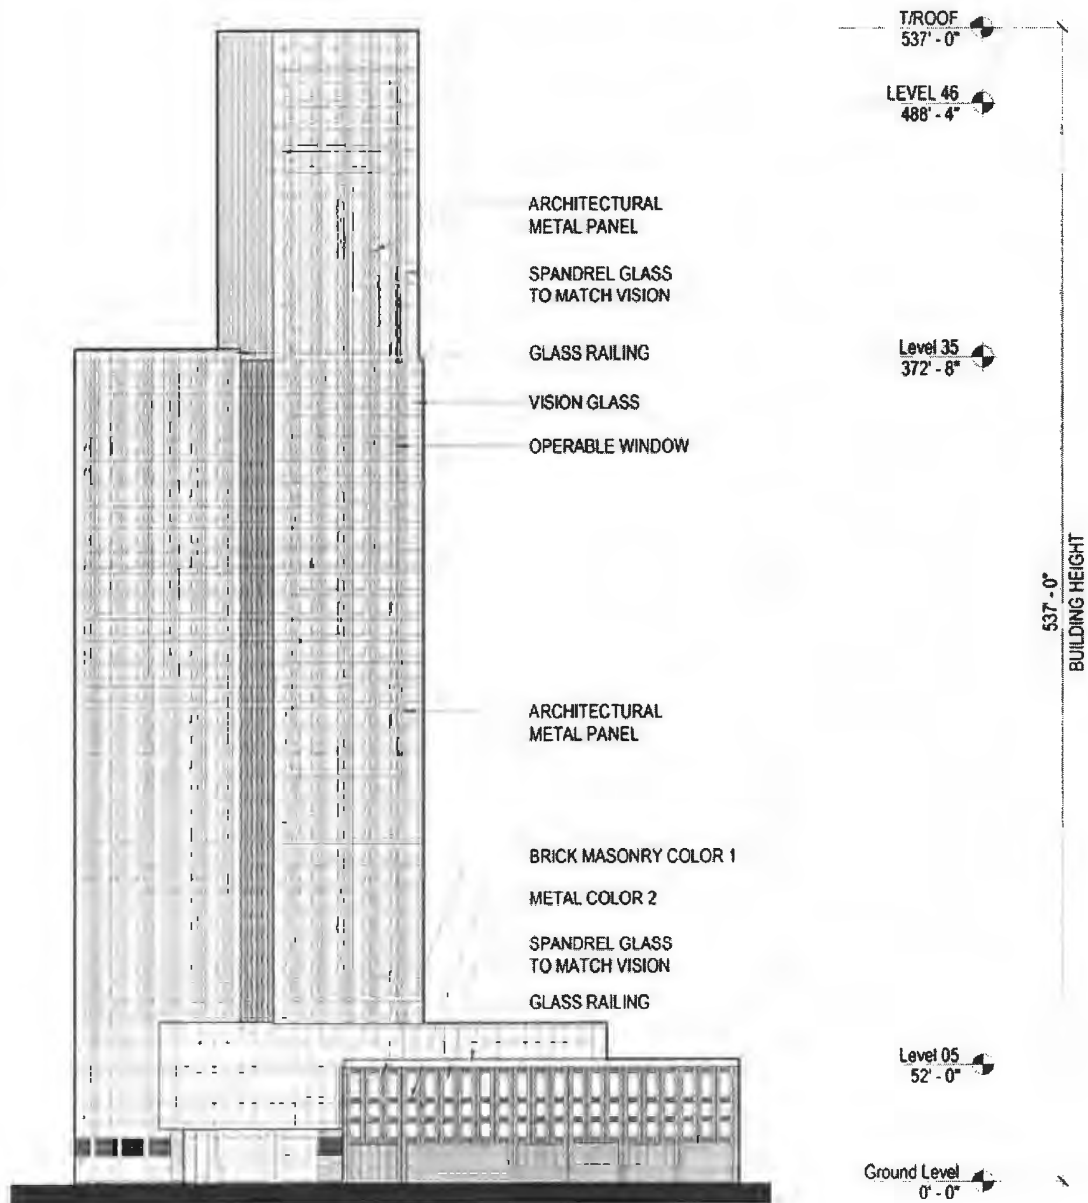 T/ROOF
537' - 0"
LEVEL 46
488' - 4"
ARCHITECTURAL
METAL PANEL
SPANDREL GLASS
TO MATCH VISION
GLASS RAILING
Level 35
372' - 8"
VISION GLASS
OPERABLE WINDOW
537' - 0"
BUILDING HEIGHT
ARCHITECTURAL
METAL PANEL
BRICK MASONRY COLOR 1
METAL COLOR 2
SPANDREL GLASS
TO MATCH VISION
GLASS RAILING
Level 05
52' - 0"
Ground Level
0' - 0"